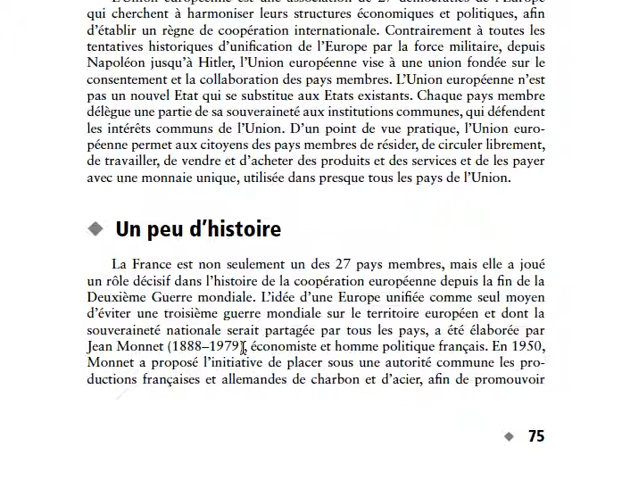 L'Union européenne est une association de 27 démocraties de l'Europe
qui cherchent à harmoniser leurs structures économiques et politiques, afin
d'établir un règne de coopération internationale. Contrairement à toutes les
tentatives historiques d'unification de l'Europe par la force militaire, depuis
Napoléon jusqu'à Hitler, l'Union européenne vise à une union fondée sur le
consentement et la collaboration des pays membres. L'Union européenne n'est
pas un nouvel Etat qui se substitue aux Etats existants. Chaque pays membre
délègue une partie de sa souveraineté aux institutions communes, qui défendent
les intérêts communs de l'Union. D'un point de vue pratique, l'Union euro-
péenne permet aux citoyens des pays membres de résider, de circuler librement,
de travailler, de vendre et d'acheter des produits et des services et de les payer
avec une monnaie unique, utilisée dans presque tous les pays de l'Union.
Un peu d'histoire
La France est non seulement un des 27 pays membres, mais elle a joué
un rôle décisif dans l'histoire de la coopération européenne depuis la fin de la
Deuxième Guerre mondiale. L'idée d'une Europe unifiée comme seul moyen
d'éviter une troisième guerre mondiale sur le territoire européen et dont la
souveraineté nationale serait partagée par tous les pays, a été élaborée par
Jean Monnet (1888–1979), économiste et homme politique français. En 1950,
Monnet a proposé l'initiative de placer sous une autorité commune les pro-
ductions françaises et allemandes de charbon et d'acier, afin de promouvoir
75